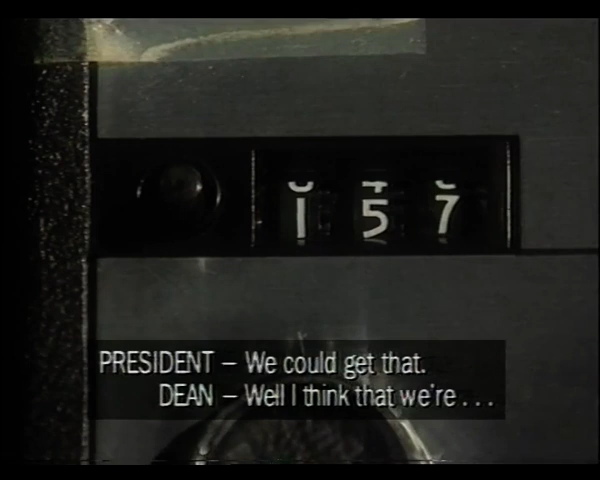 157
PRESIDENT – We could get that.
DEAN – Well I think that we're . . .